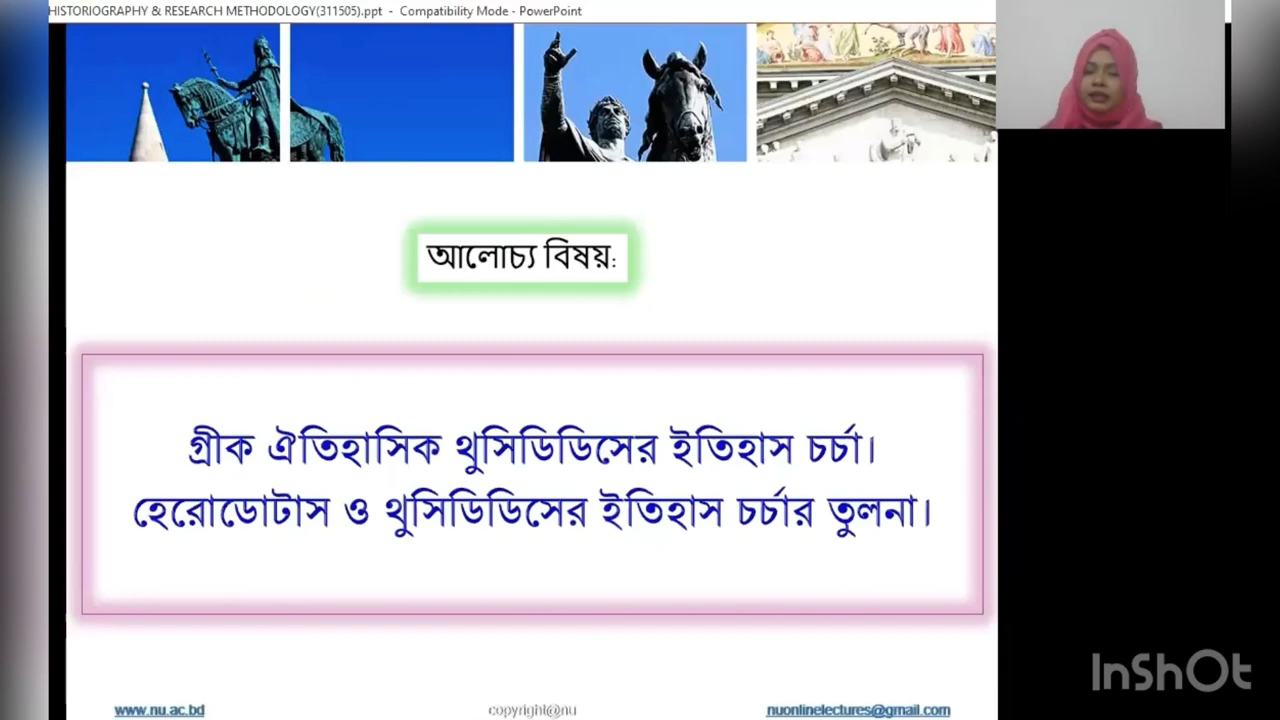 HISTORIOGRAPHY & RESEARCH METHODOLOGY(311505).ppt - Compatibility Mode - PowerPoint
আলোচ্য বিষয়:
গ্রীক ঐতিহাসিক থুসিডিডিসের ইতিহাস চর্চা।
হেরোডোটাস ও থুসিডিডিসের ইতিহাস চর্চার তুলনা।
InShOt
www.nu.ac.bd copyright@nu nuonlinelectures@gmail.com